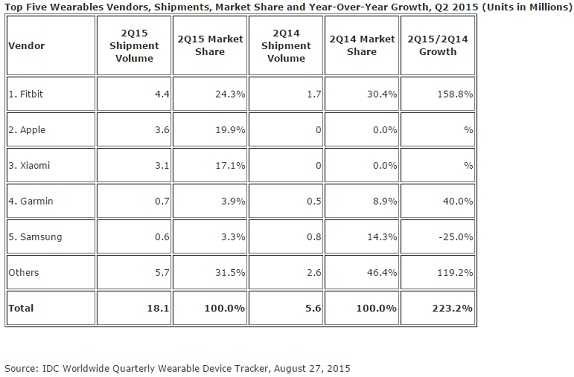 Top Five Wearables Vendors, Shipments, Market Share and Year-Over-Year Growth, Q2 2015 (Units in Millions)
Vendor 2Q15 Shipment Volume 2Q15 Market Share 2Q14 Shipment Volume 2Q14 Market Share 2Q15/2Q14 Growth
1. Fitbit 4.4 24.3% 1.7 30.4% 158.8%
2. Apple 3.6 19.9% 0 0.0% %
3. Xiaomi 3.1 17.1% 0 0.0% %
4. Garmin 0.7 3.9% 0.5 8.9% 40.0%
5. Samsung 0.6 3.3% 0.8 14.3% -25.0%
Others 5.7 31.5% 2.6 46.4% 119.2%
Total 18.1 100.0% 5.6 100.0% 223.2%
Source: IDC Worldwide Quarterly Wearable Device Tracker, August 27, 2015